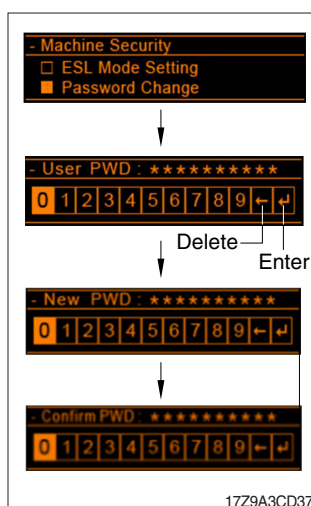 - Machine Security
□ ESL Mode Setting
■ Password Change
- User PWD : **********
0 1 2 3 4 5 6 7 8 9 ← ↵
Delete
Enter
- New PWD : **********
0 1 2 3 4 5 6 7 8 9 ← ↵
- Confirm PWD : **********
0 1 2 3 4 5 6 7 8 9 ← ↵
17Z9A3CD37